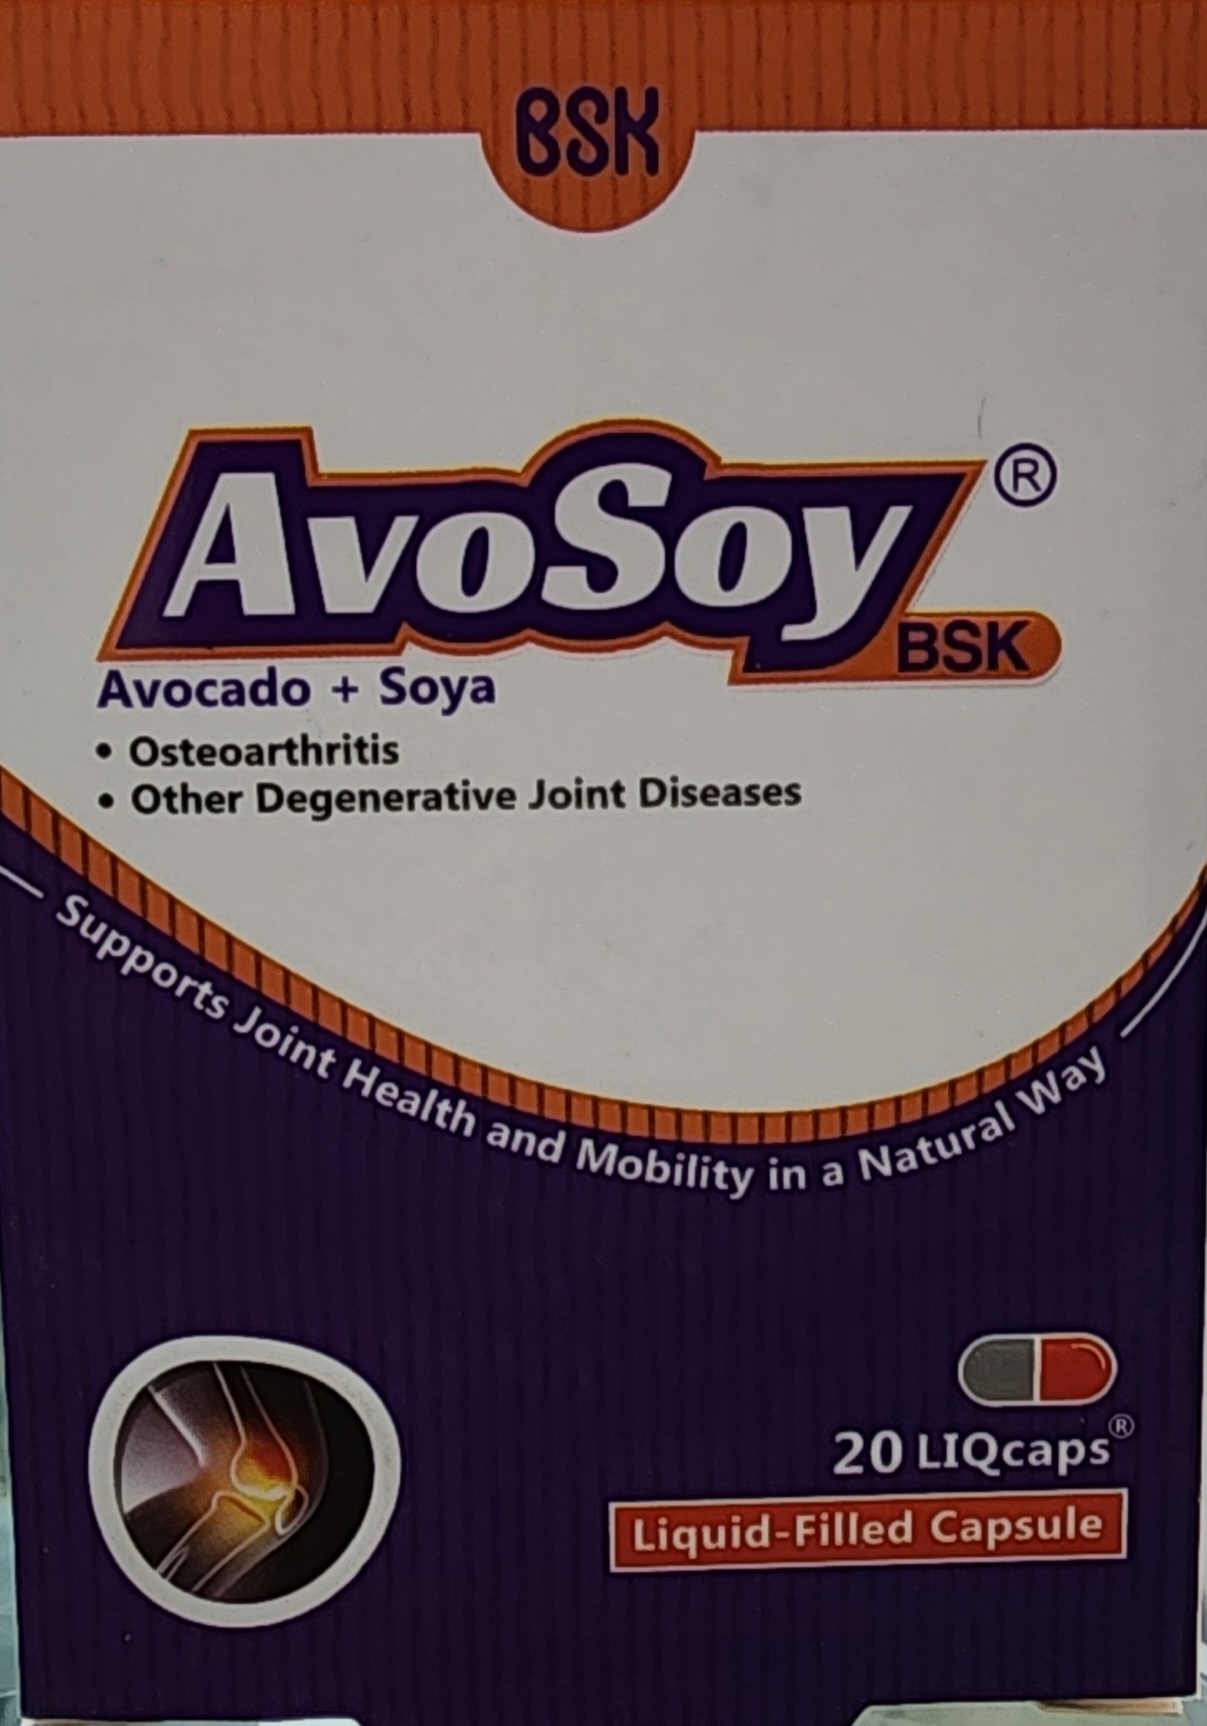 BSK
AvoSoy®
BSK
Avocado + Soya
• Osteoarthritis
• Other Degenerative Joint Diseases
Supports Joint Health and Mobility in a Natural Way
20 LIQcaps®
Liquid-Filled Capsule